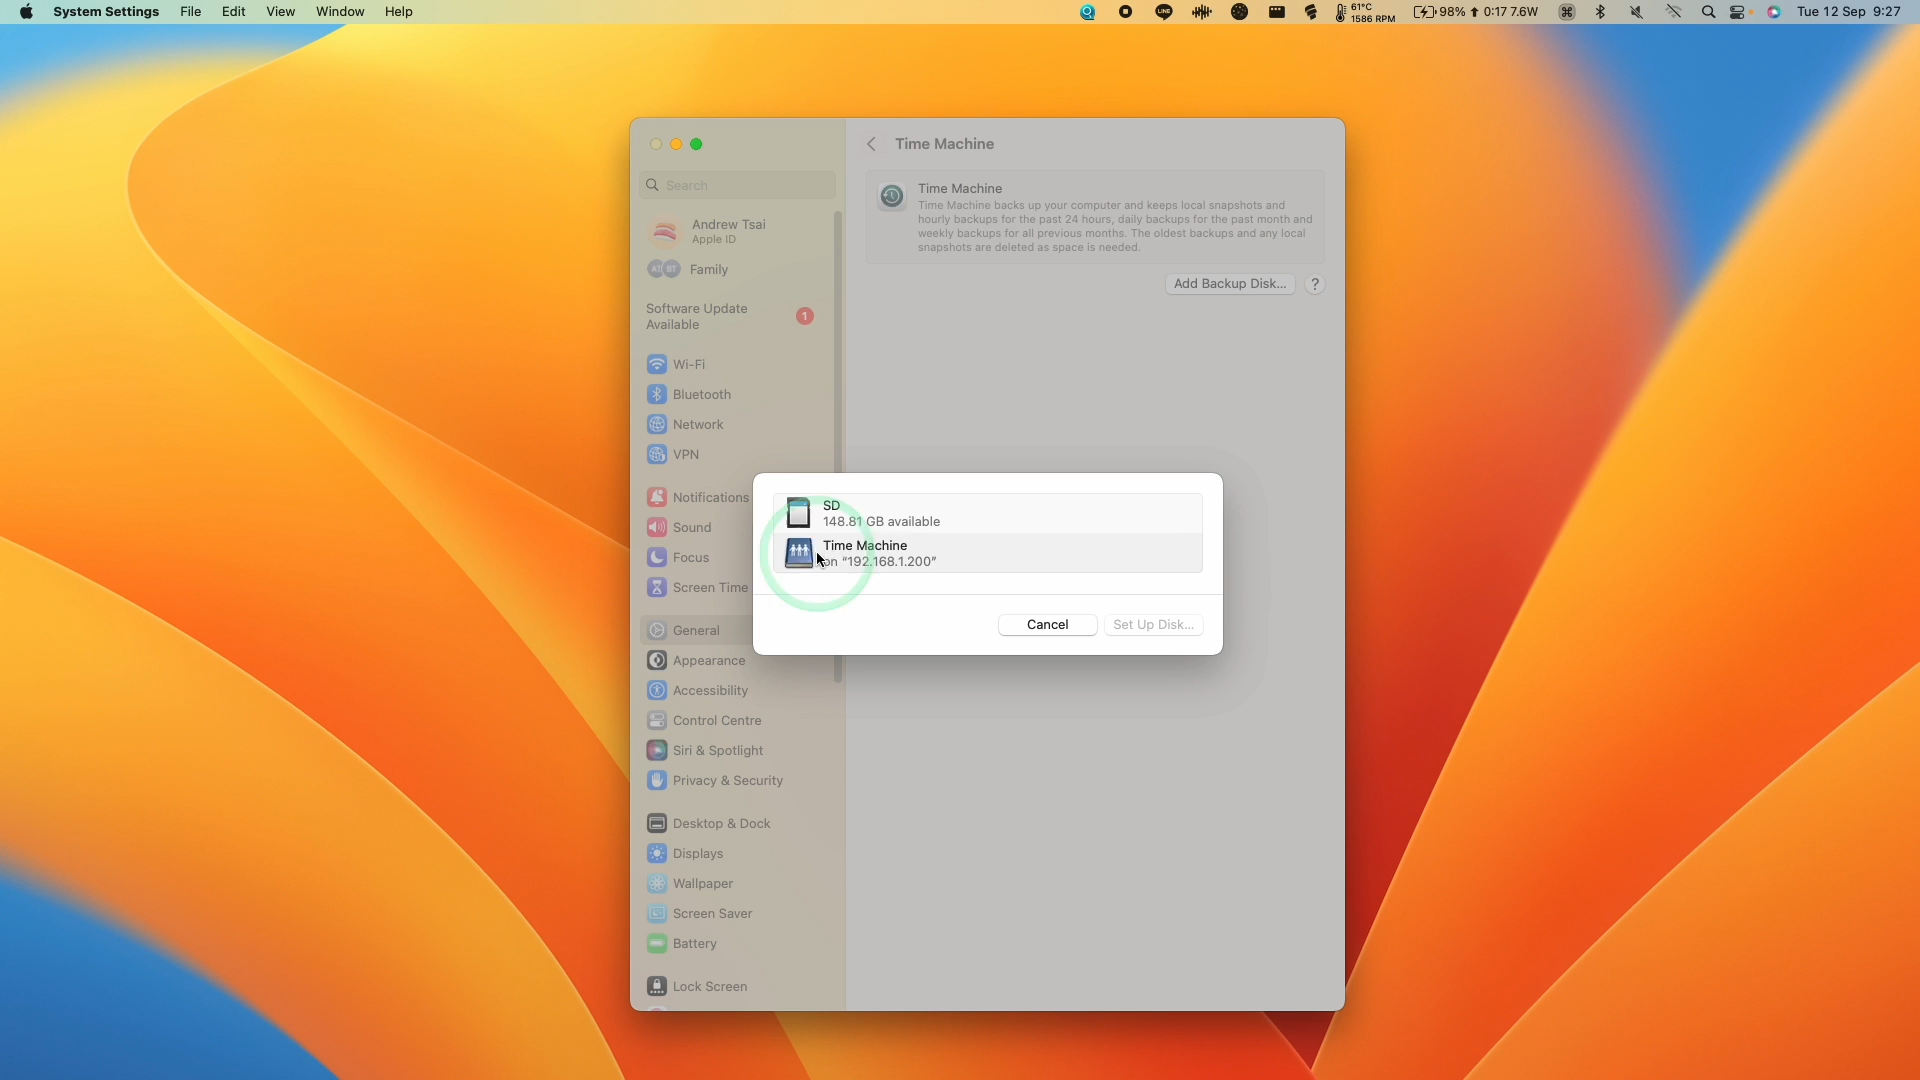 System Settings File Edit View Window Help
LINE 61°C 1586 RPM 98% 0:17 7.6W Tue 12 Sep 9:27
Search
Andrew Tsai
Apple ID
AT BT Family
Software Update
Available
1
Wi-Fi
Bluetooth
Network
VPN
Notifications
Sound
Focus
Screen Time
General
Appearance
Accessibility
Control Centre
Siri & Spotlight
Privacy & Security
Desktop & Dock
Displays
Wallpaper
Screen Saver
Battery
Lock Screen
Time Machine
Time Machine
Time Machine backs up your computer and keeps local snapshots and
hourly backups for the past 24 hours, daily backups for the past month and
weekly backups for all previous months. The oldest backups and any local
snapshots are deleted as space is needed.
Add Backup Disk... ?
SD
148.81 GB available
Time Machine
on “192.168.1.200”
Cancel Set Up Disk...